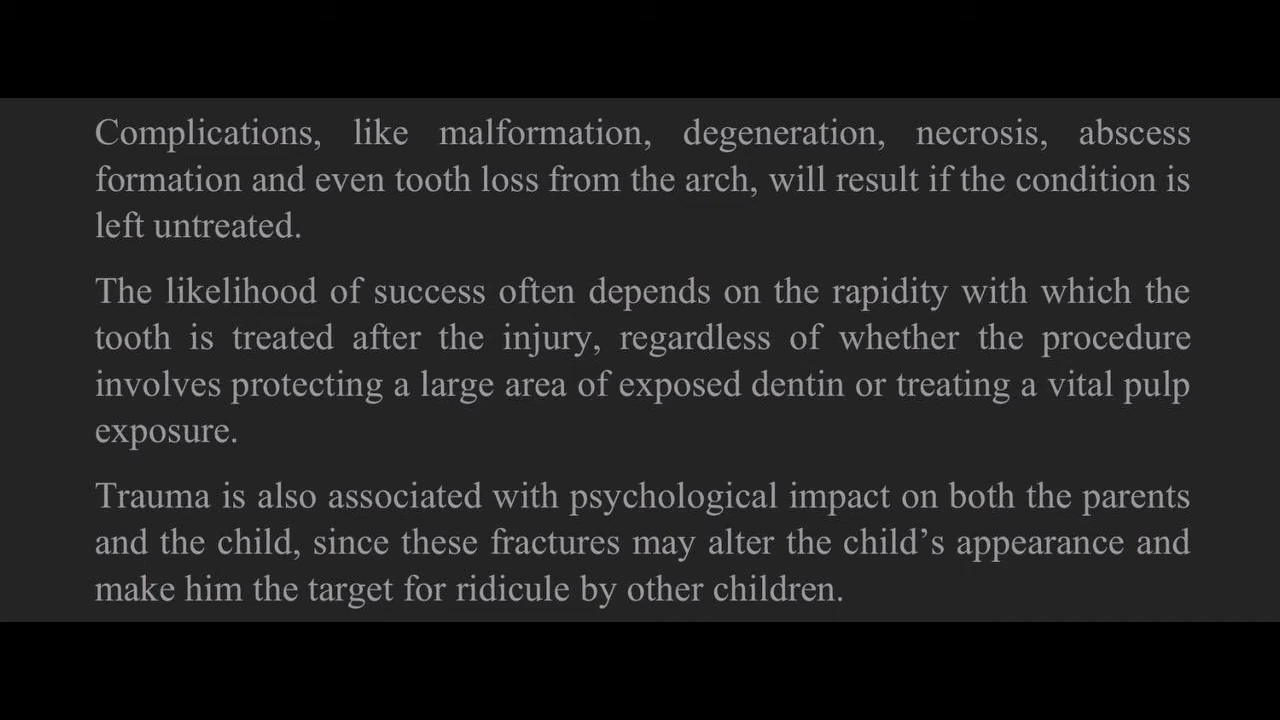 Complications, like malformation, degeneration, necrosis, abscess
formation and even tooth loss from the arch, will result if the condition is
left untreated.
The likelihood of success often depends on the rapidity with which the
tooth is treated after the injury, regardless of whether the procedure
involves protecting a large area of exposed dentin or treating a vital pulp
exposure.
Trauma is also associated with psychological impact on both the parents
and the child, since these fractures may alter the child’s appearance and
make him the target for ridicule by other children.